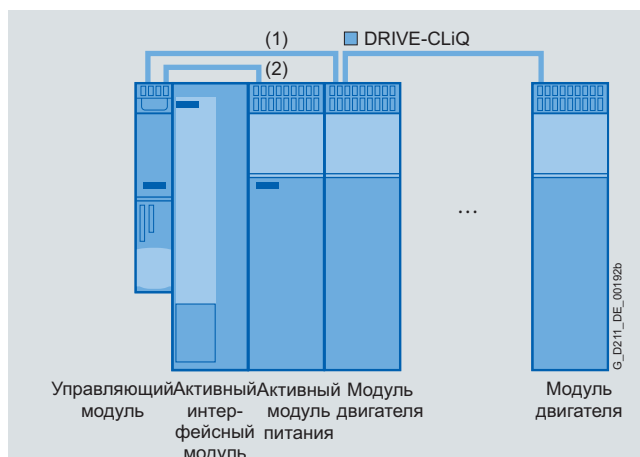 (1)
DRIVE-CLiQ
(2)
...
G_D211_DE_00192b
Управляющий
модуль
Активный
интер-
фейсный
модуль
Активный
модуль
питания
Модуль
двигателя
Модуль
двигателя